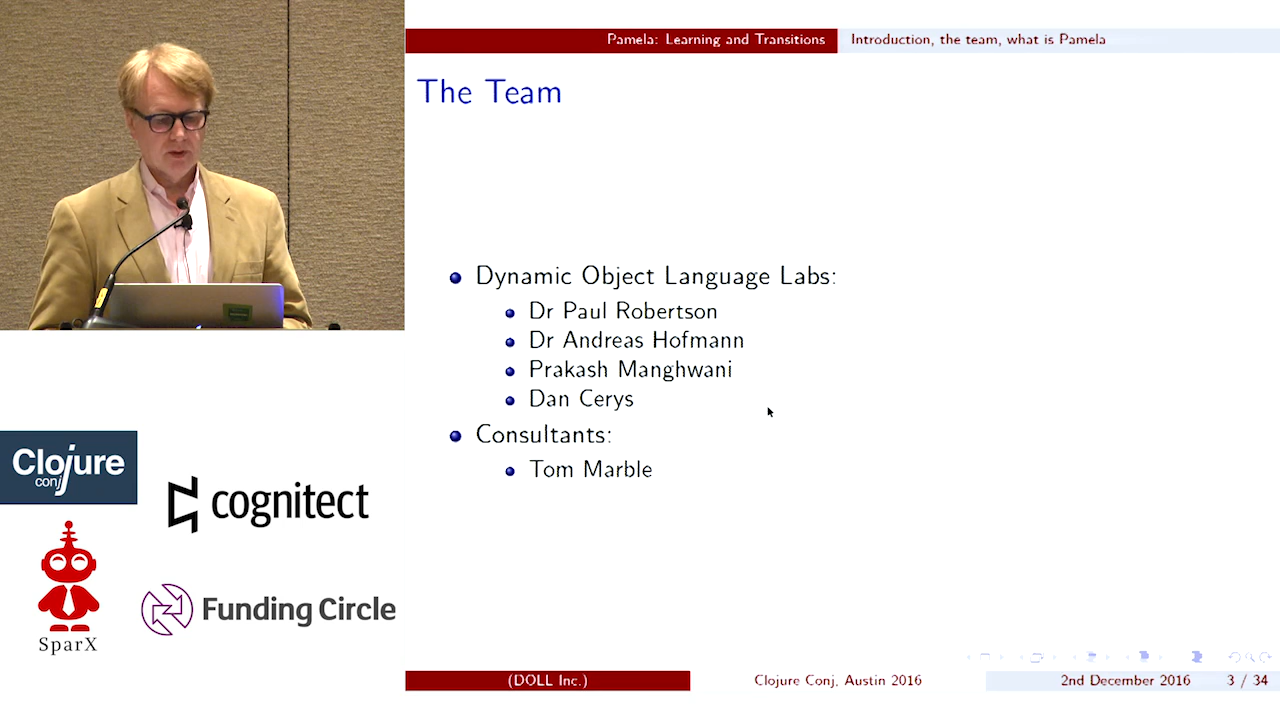 Pamela: Learning and Transitions
Introduction, the team, what is Pamela
The Team
Dynamic Object Language Labs:
Dr Paul Robertson
Dr Andreas Hofmann
Prakash Manghwani
Dan Cerys
Consultants:
Tom Marble
Clojure
conj
cognitect
SparX
Funding Circle
(DOLL Inc.)
Clojure Conj, Austin 2016
2nd December 2016
3 / 34